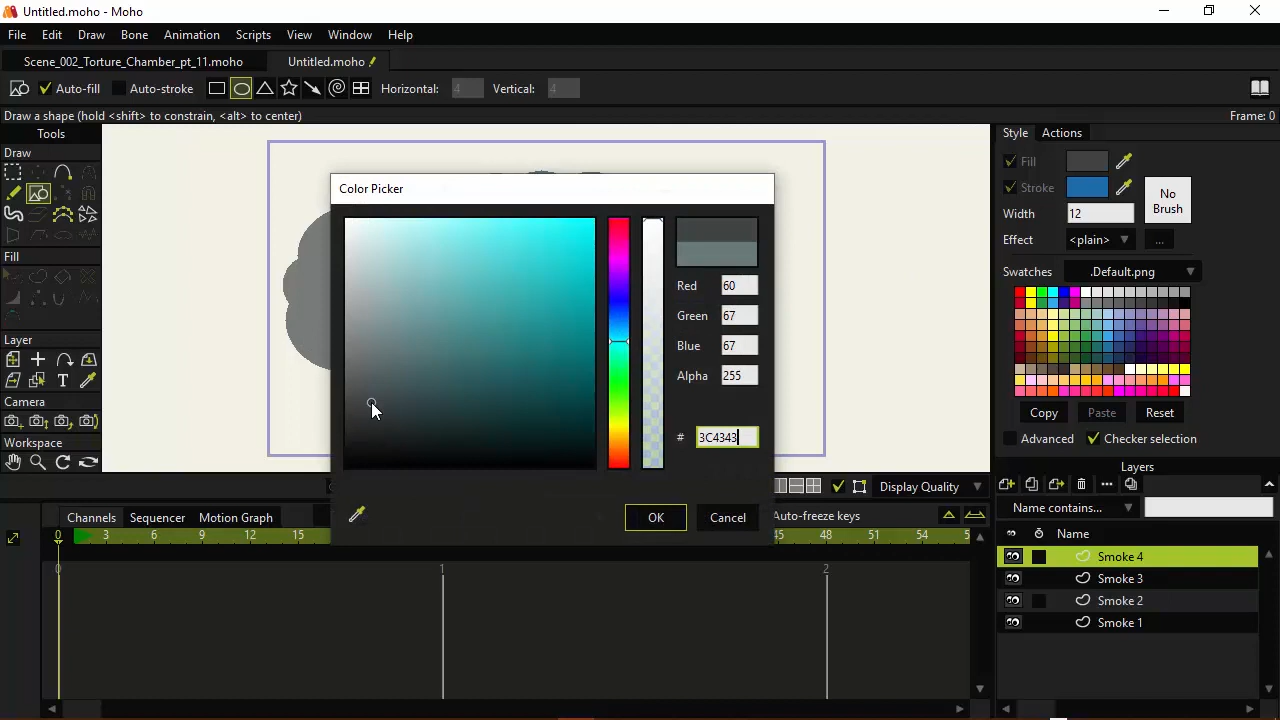 Untitled.moho - Moho
File Edit Draw Bone Animation Scripts View Window Help
Scene_002_Torture_Chamber_pt_11.moho Untitled.moho
Auto-fill Auto-stroke Horizontal: 4 Vertical: 4
Draw a shape (hold <shift> to constrain, <alt> to center) Frame: 0
Tools
Draw
Fill
Layer
Camera
Workspace
Color Picker
Red 60
Green 67
Blue 67
Alpha 255
# 3C4343
OK Cancel
Style Actions
Fill
Stroke
No
Brush
Width 12
Effect <plain> ...
Swatches .Default.png
Copy Paste Reset
Advanced Checker selection
Layers
Name contains...
Name
Smoke 4
Smoke 3
Smoke 2
Smoke 1
Display Quality
Channels Sequencer Motion Graph Auto-freeze keys
0 3 6 9 12 15 45 48 51 54
0 1 2